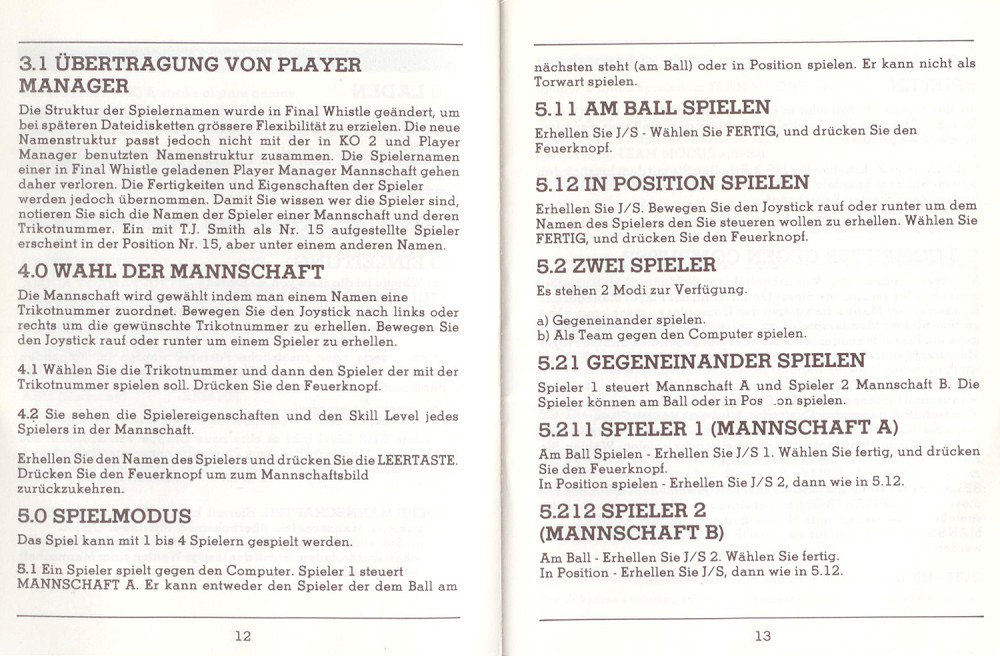 3.1 ÜBERTRAGUNG VON PLAYER
MANAGER
Die Struktur der Spielernamen wurde in Final Whistle geändert, um
bei späteren Dateidisketten grössere Flexibilität zu erzielen. Die neue
Namenstruktur passt jedoch nicht mit der in KO 2 und Player
Manager benutzten Namenstruktur zusammen. Die Spielernamen
einer in Final Whistle geladenen Player Manager Mannschaft gehen
daher verloren. Die Fertigkeiten und Eigenschaften der Spieler
werden jedoch übernommen. Damit Sie wissen wer die Spieler sind,
notieren Sie sich die Namen der Spieler einer Mannschaft und deren
Trikotnummer. Ein mit T.J. Smith als Nr. 15 aufgestellte Spieler
erscheint in der Position Nr. 15, aber unter einem anderen Namen.
4.0 WAHL DER MANNSCHAFT
Die Mannschaft wird gewählt indem man einem Namen eine
Trikotnummer zuordnet. Bewegen Sie den Joystick nach links oder
rechts um die gewünschte Trikotnummer zu erhellen. Bewegen Sie
den Joystick rauf oder runter um einem Spieler zu erhellen.
4.1 Wählen Sie die Trikotnummer und dann den Spieler der mit der
Trikotnummer spielen soll. Drücken Sie den Feuerknopf.
4.2 Sie sehen die Spielereigenschaften und den Skill Level jedes
Spielers in der Mannschaft.
Erhellen Sie den Namen des Spielers und drücken Sie die LEERTASTE.
Drücken Sie den Feuerknopf um zum Mannschaftsbild
zurückzukehren.
5.0 SPIELMODUS
Das Spiel kann mit 1 bis 4 Spielern gespielt werden.
5.1 Ein Spieler spielt gegen den Computer. Spieler 1 steuert
MANNSCHAFT A. Er kann entweder den Spieler der dem Ball am
12
nächsten steht (am Ball) oder in Position spielen. Er kann nicht als
Torwart spielen.
5.11 AM BALL SPIELEN
Erhellen Sie J/S - Wählen Sie FERTIG, und drücken Sie den
Feuerknopf.
5.12 IN POSITION SPIELEN
Erhellen Sie J/S. Bewegen Sie den Joystick rauf oder runter um dem
Namen des Spielers den Sie steueren wollen zu erhellen. Wählen Sie
FERTIG, und drücken Sie den Feuerknopf.
5.2 ZWEI SPIELER
Es stehen 2 Modi zur Verfügung.
a) Gegeneinander spielen.
b) Als Team gegen den Computer spielen.
5.21 GEGENEINANDER SPIELEN
Spieler 1 steuert Mannschaft A und Spieler 2 Mannschaft B. Die
Spieler können am Ball oder in Pos on spielen.
5.211 SPIELER 1 (MANNSCHAFT A)
Am Ball Spielen - Erhellen Sie J/S 1. Wählen Sie fertig, und drücken
Sie den Feuerknopf.
In Position spielen - Erhellen Sie J/S 2, dann wie in 5.12.
5.212 SPIELER 2
(MANNSCHAFT B)
Am Ball - Erhellen Sie J/S 2. Wählen Sie fertig.
In Position - Erhellen Sie J/S, dann wie in 5.12.
13